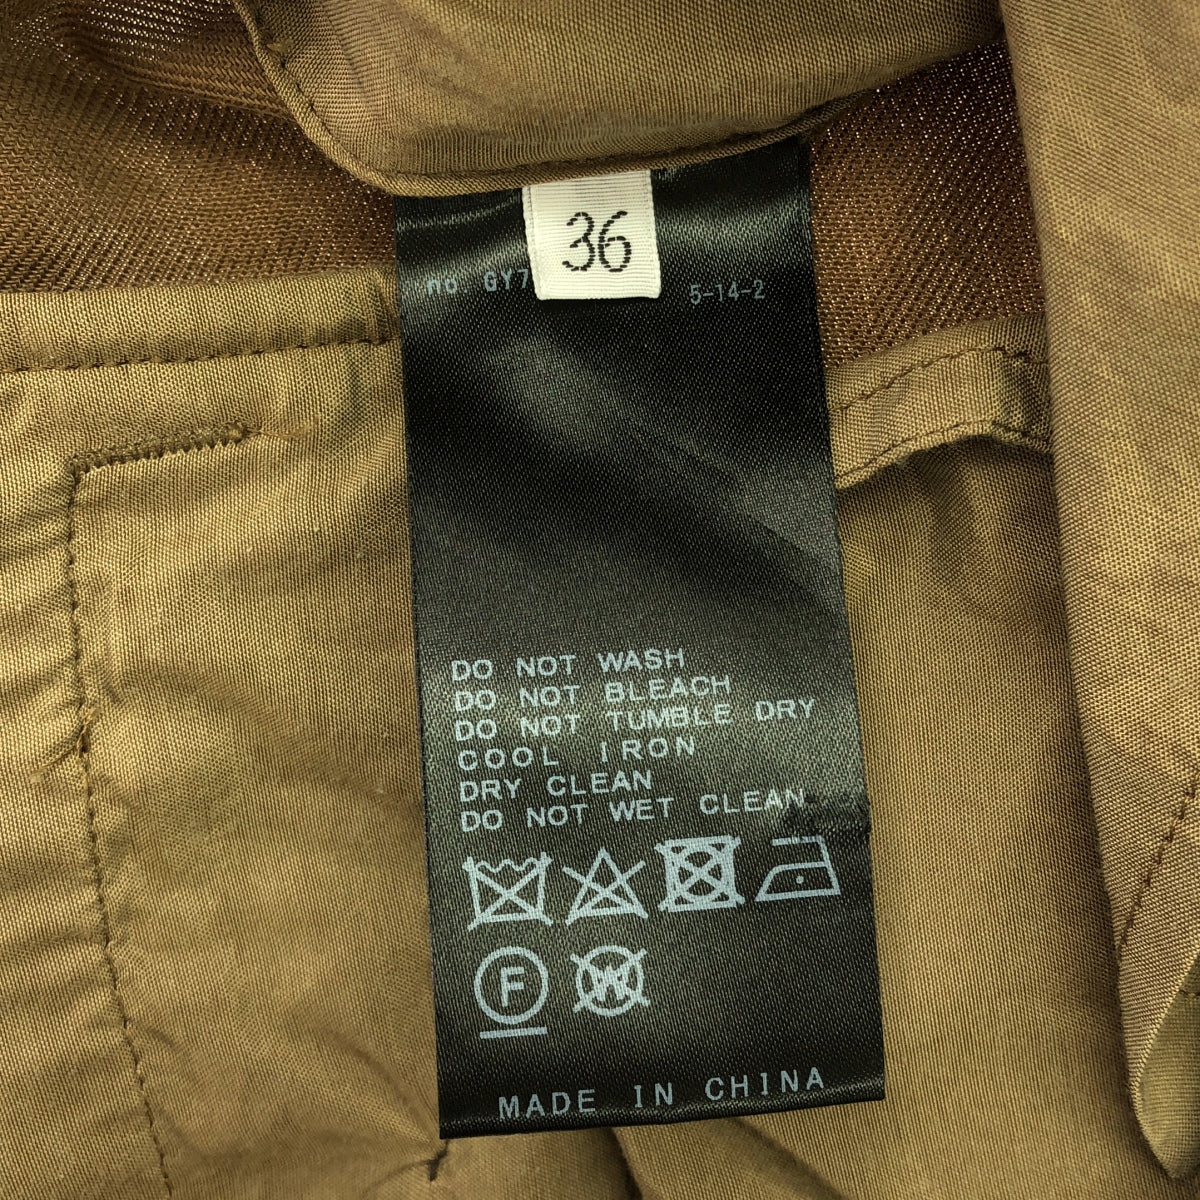 36
GY7
5-14-2
DO NOT WASH
DO NOT BLEACH
DO NOT TUMBLE DRY
COOL IRON
DRY CLEAN
DO NOT WET CLEAN
F W
MADE IN CHINA